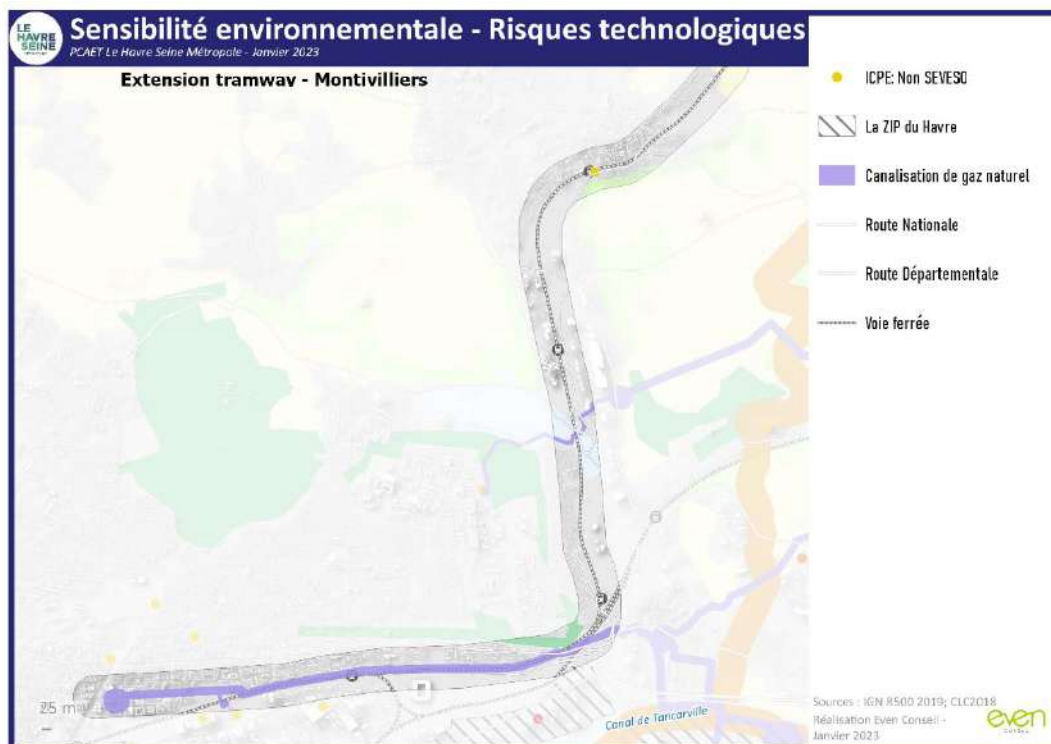 LE
HAVRE
SEINE
Sensibilité environnementale - Risques technologiques
PCAET Le Havre Seine Métropole - Janvier 2023
Extension tramway - Montivilliers
ICPE: Non SEVESO
La ZIP du Havre
Canalisation de gaz naturel
Route Nationale
Route Départementale
Voie ferrée
Canal de Tancarville
Sources : IGN R500 2019; CLC2018
Réalisation Even Conseil -
Janvier 2023
even
CONSEIL